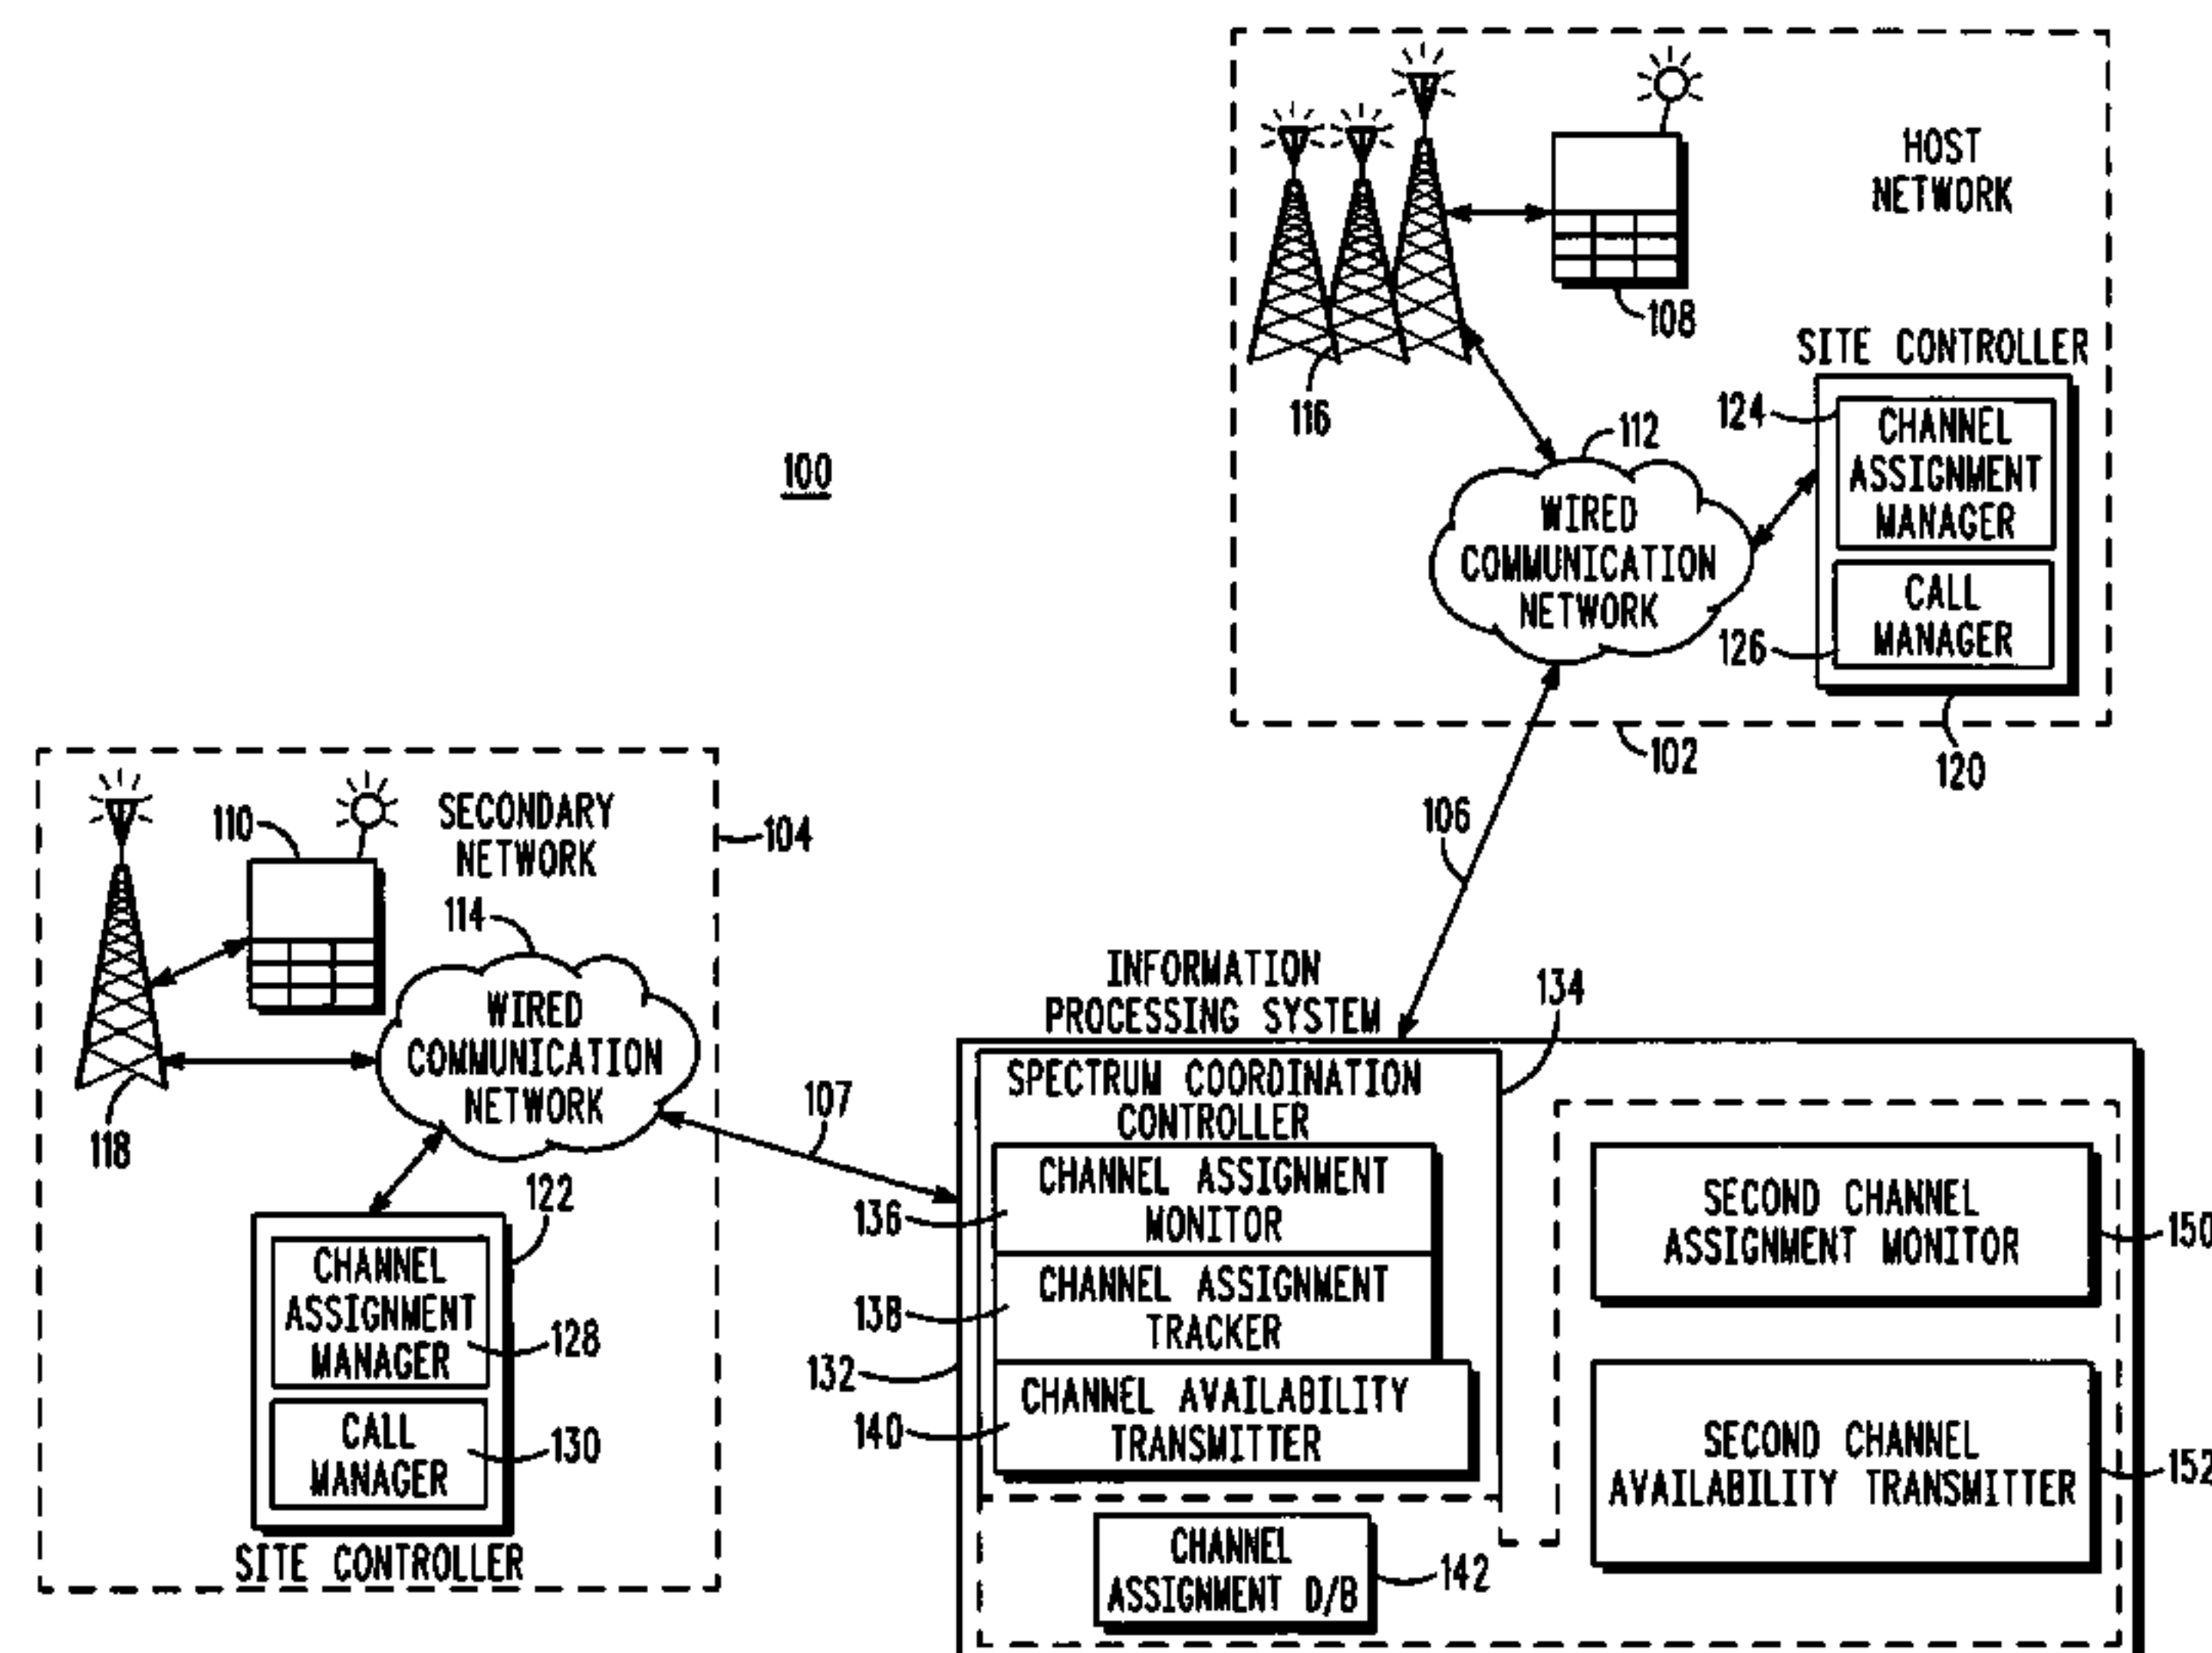 HOST
NETWORK
108
SITE CONTROLLER
116
124
CHANNEL
ASSIGNMENT
MANAGER
112
WIRED
COMMUNICATION
NETWORK
CALL
MANAGER
126
100
102
120
106
SECONDARY
NETWORK
110
104
114
WIRED
COMMUNICATION
NETWORK
118
107
122
CHANNEL
ASSIGNMENT
MANAGER
128
CALL
MANAGER
130
SITE CONTROLLER
INFORMATION
PROCESSING SYSTEM
134
SPECTRUM COORDINATION
CONTROLLER
CHANNEL ASSIGNMENT
MONITOR
136
CHANNEL ASSIGNMENT
TRACKER
138
132
CHANNEL AVAILABILITY
TRANSMITTER
140
CHANNEL
ASSIGNMENT D/B
142
SECOND CHANNEL
ASSIGNMENT MONITOR
150
SECOND CHANNEL
AVAILABILITY TRANSMITTER
152